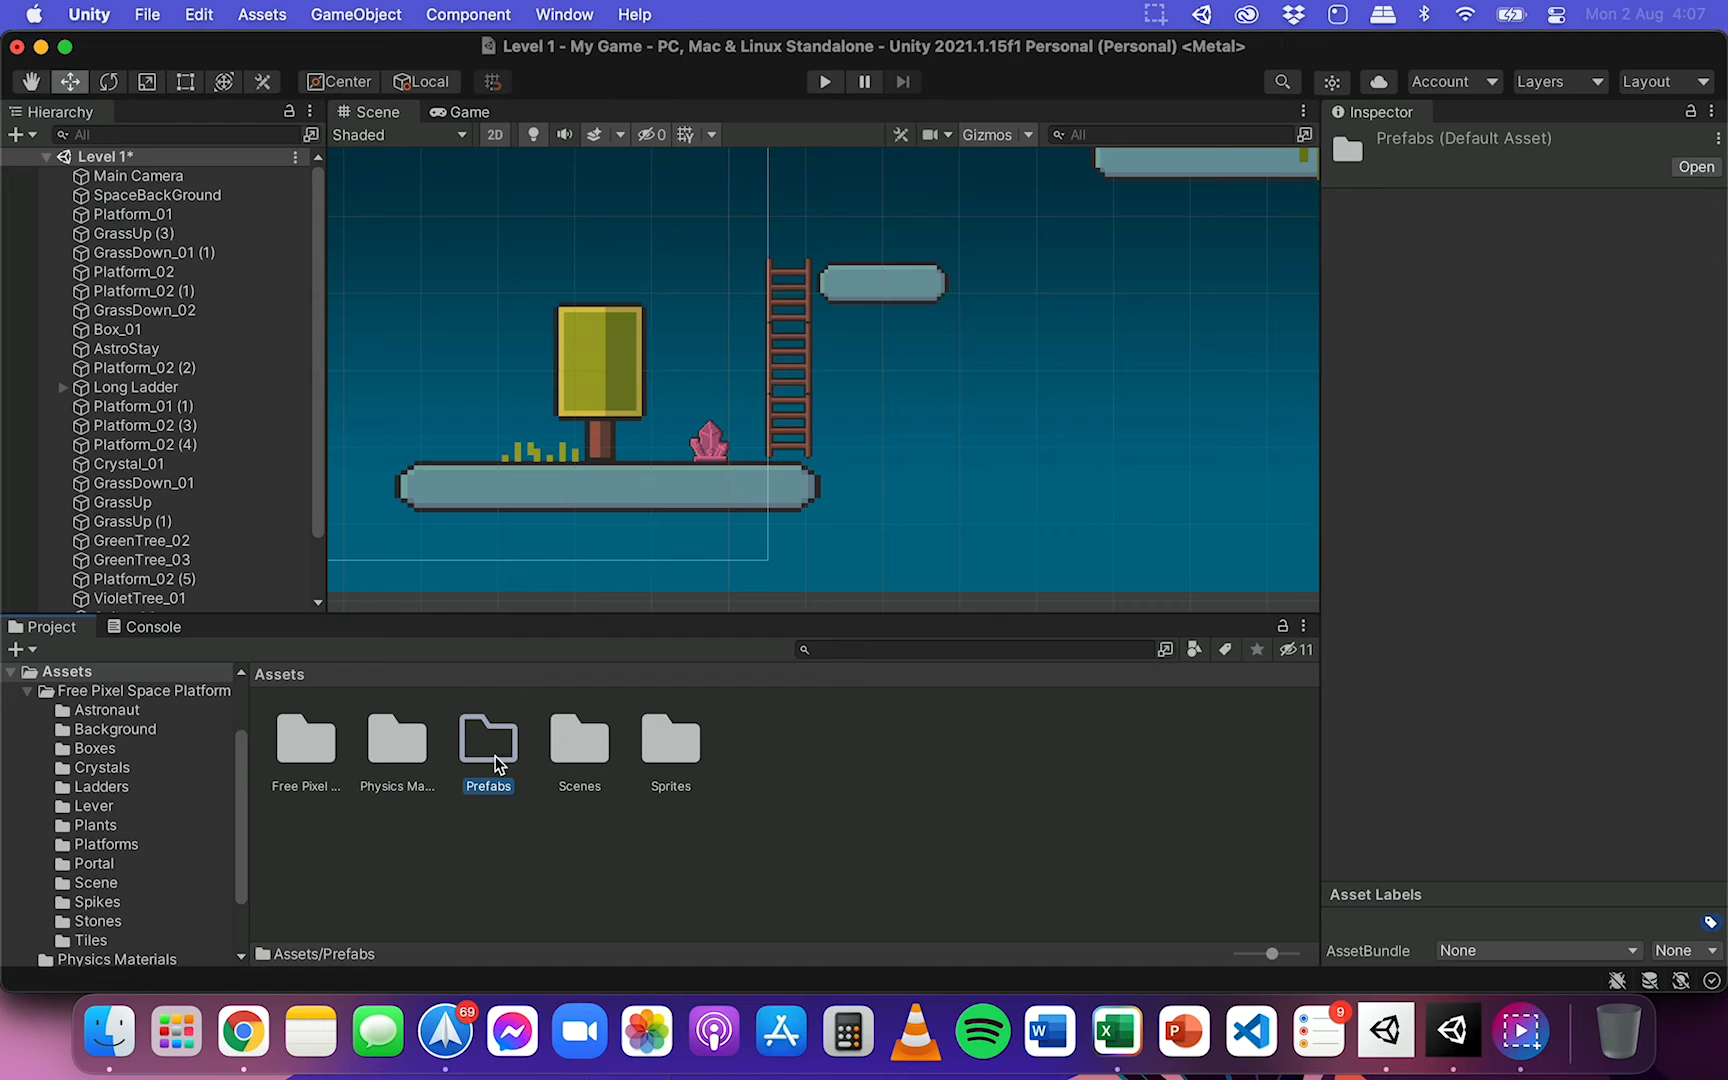 Unity File Edit Assets GameObject Component Window Help Mon 2 Aug 4:07
Level 1 - My Game - PC, Mac & Linux Standalone - Unity 2021.1.15f1 Personal (Personal) <Metal>
Center Local Account Layers Layout
Hierarchy
All
Level 1*
Main Camera
SpaceBackGround
Platform_01
GrassUp (3)
GrassDown_01 (1)
Platform_02
Platform_02 (1)
GrassDown_02
Box_01
AstroStay
Platform_02 (2)
Long Ladder
Platform_01 (1)
Platform_02 (3)
Platform_02 (4)
Crystal_01
GrassDown_01
GrassUp
GrassUp (1)
GreenTree_02
GreenTree_03
Platform_02 (5)
VioletTree_01
Scene Game
Shaded 2D 0 Gizmos All
Inspector
Prefabs (Default Asset)
Open
Project Console
11
Assets
Free Pixel Space Platform
Astronaut
Background
Boxes
Crystals
Ladders
Lever
Plants
Platforms
Portal
Scene
Spikes
Stones
Tiles
Physics Materials
Assets
Free Pixel ... Physics Ma... Prefabs Scenes Sprites
Assets/Prefabs
Asset Labels
AssetBundle None None
69
9